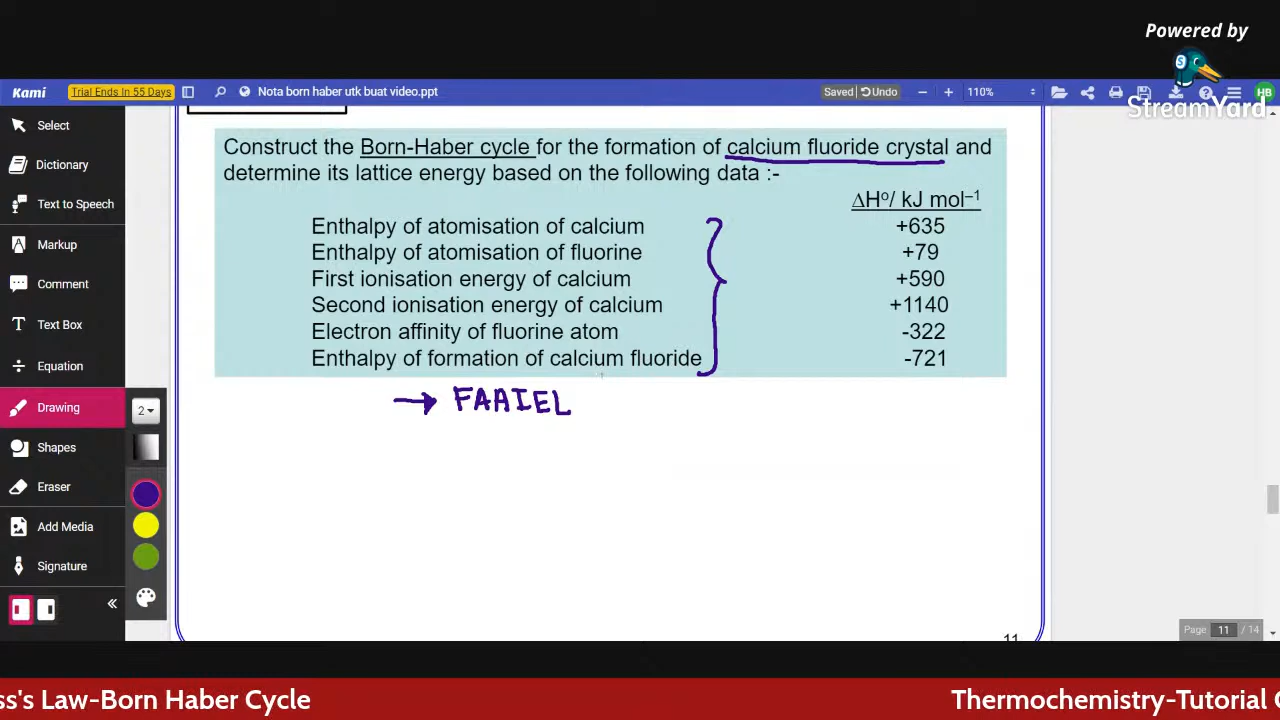 Powered by
StreamYard
Kami Trial Ends In 55 Days Nota born haber utk buat video.ppt Saved Undo 110% HB
Select
Dictionary
Text to Speech
Markup
Comment
Text Box
Equation
Drawing
2
Shapes
Eraser
Add Media
Signature
Construct the Born-Haber cycle for the formation of calcium fluoride crystal and
determine its lattice energy based on the following data :-
ΔHº/ kJ mol⁻¹
Enthalpy of atomisation of calcium +635
Enthalpy of atomisation of fluorine +79
First ionisation energy of calcium +590
Second ionisation energy of calcium +1140
Electron affinity of fluorine atom -322
Enthalpy of formation of calcium fluoride -721
→ FAAIEL
11
Page 11 / 14
ss's Law-Born Haber Cycle Thermochemistry-Tutorial